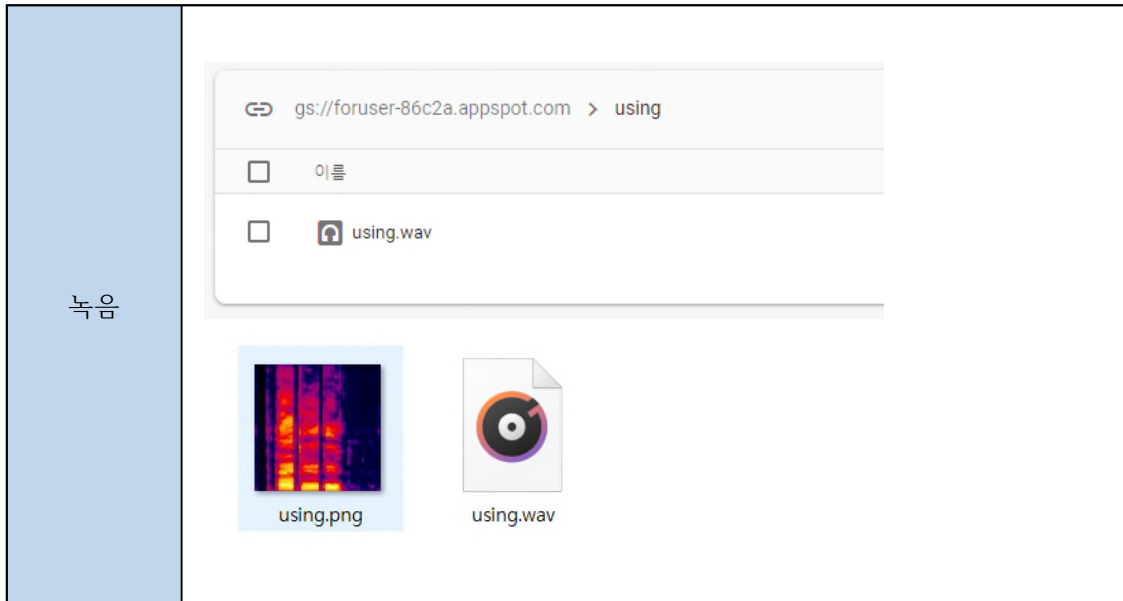 녹음
gs://foruser-86c2a.appspot.com > using
이름
using.wav
using.png
using.wav